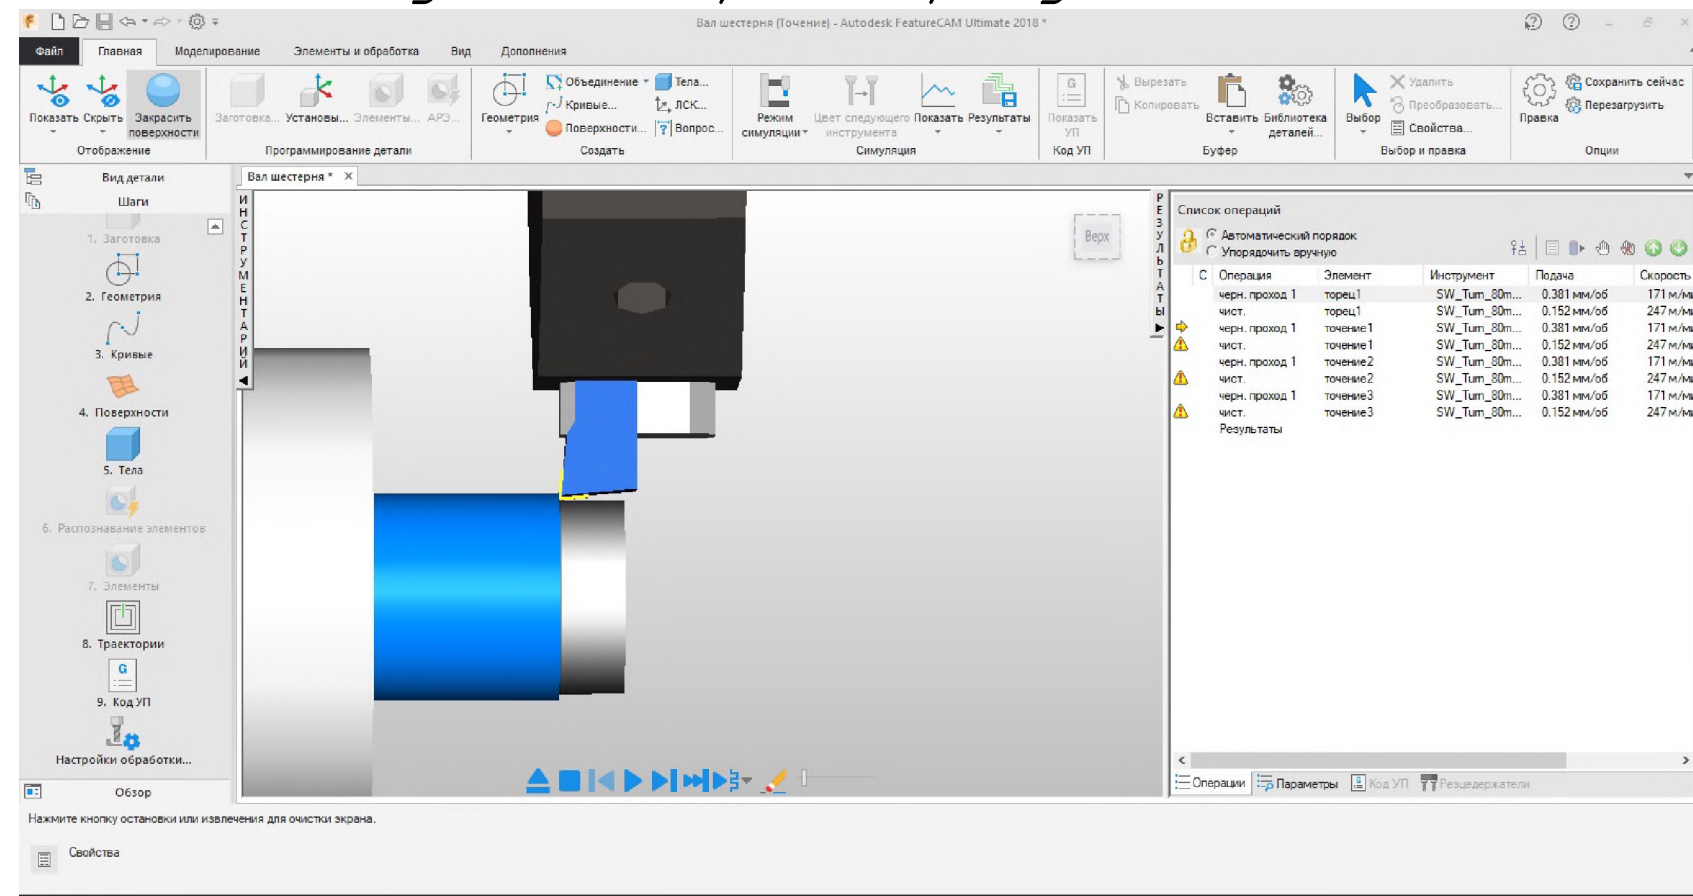 Вал шестерня (Точение) - Autodesk FeatureCAM Ultimate 2018 *
Файл Главная Моделирование Элементы и обработка Вид Дополнения
Показать Скрыть Закрасить поверхности
Отображение
Заготовка... Установы... Элементы... АРЭ...
Программирование детали
Геометрия
Объединение Тела...
Кривые... ЛСК...
Поверхности... Вопрос...
Создать
Режим симуляции Цвет следующего инструмента Показать Результаты
Симуляция
Показать УП
Код УП
Вырезать
Копировать
Вставить Библиотека деталей...
Буфер
Выбор
Удалить
Преобразовать...
Свойства...
Выбор и правка
Правка
Сохранить сейчас
Перезагрузить
Опции
Вид детали
Шаги
1. Заготовка
2. Геометрия
3. Кривые
4. Поверхности
5. Тела
6. Распознавание элементов
7. Элементы
8. Траектории
G
9. Код УП
Настройки обработки...
Обзор
Вал шестерня * X
ИНСТРУМЕНТАРИЙ
Верх
РЕЗУЛЬТАТЫ
Список операций
Автоматический порядок
Упорядочить вручную
С Операция Элемент Инструмент Подача Скорость
черн. проход 1 торец1 SW_Turn_80m... 0.381 мм/об 171 м/ми
чист. торец1 SW_Turn_80m... 0.152 мм/об 247 м/ми
черн. проход 1 точение1 SW_Turn_80m... 0.381 мм/об 171 м/ми
чист. точение1 SW_Turn_80m... 0.152 мм/об 247 м/ми
черн. проход 1 точение2 SW_Turn_80m... 0.381 мм/об 171 м/ми
чист. точение2 SW_Turn_80m... 0.152 мм/об 247 м/ми
черн. проход 1 точение3 SW_Turn_80m... 0.381 мм/об 171 м/ми
чист. точение3 SW_Turn_80m... 0.152 мм/об 247 м/ми
Результаты
Операции Параметры Код УП Резцедержатели
Нажмите кнопку остановки или извлечения для очистки экрана.
Свойства